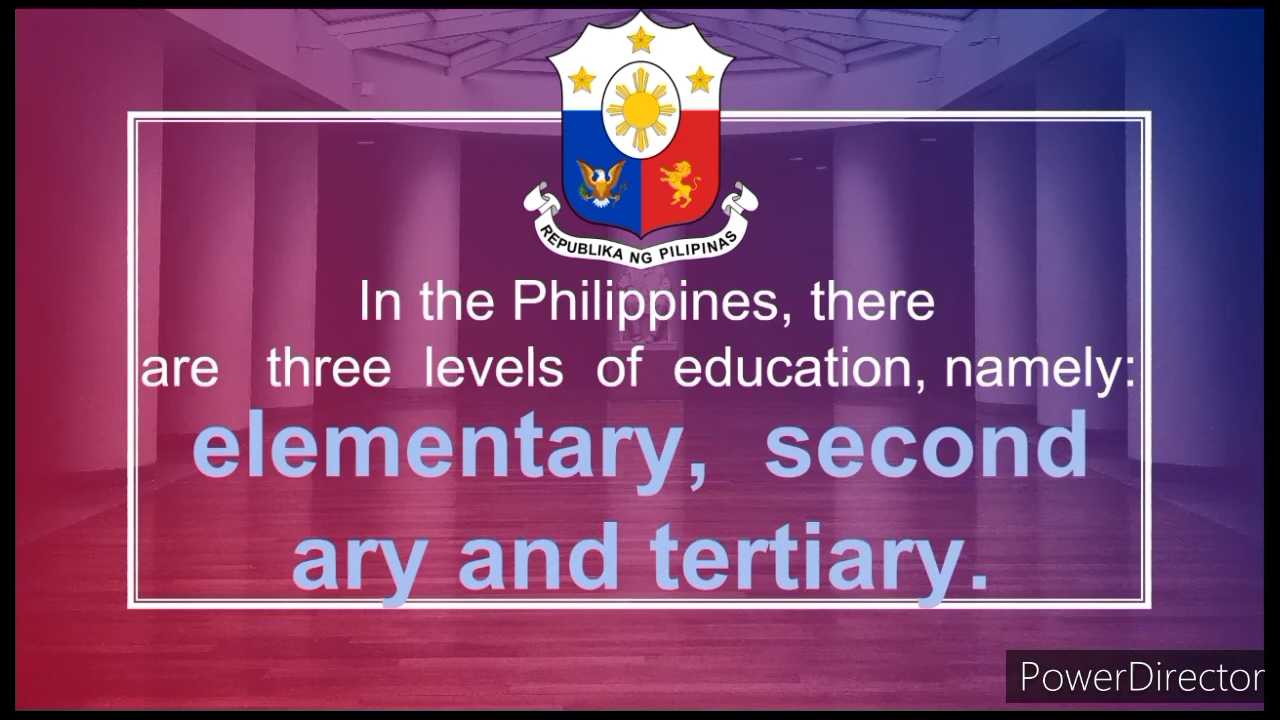 REPUBLIKA NG PILIPINAS
In the Philippines, there
are three levels of education, namely:
elementary, second
ary and tertiary.
PowerDirector